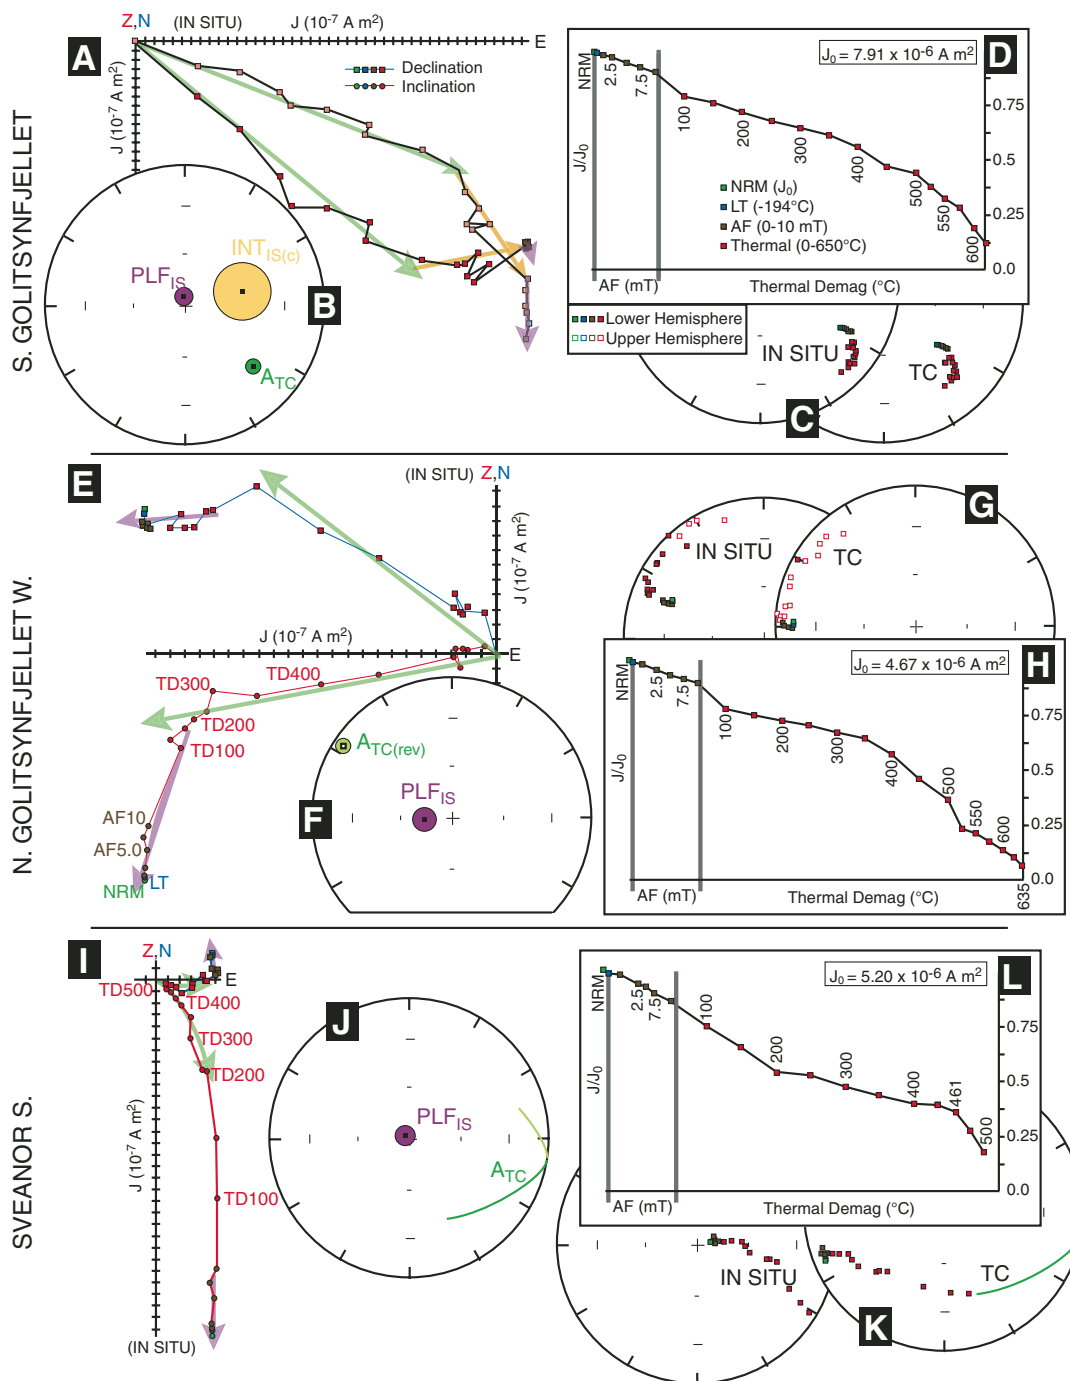 S. GOLITSYNFJELLET
A
Z,N
(IN SITU)
J (10-7 A m2)
E
J (10-7 A m2)
Declination
Inclination
INTIS(c)
PLFIS
B
ATC
D
J0 = 7.91 x 10-6 A m2
NRM
2.5
7.5
100
200
300
400
500
550
600
0.75
0.5
0.25
0.0
J/J0
NRM (J0)
LT (-194°C)
AF (0-10 mT)
Thermal (0-650°C)
AF (mT)
Thermal Demag (°C)
Lower Hemisphere
Upper Hemisphere
IN SITU
TC
C
N. GOLITSYNFJELLET W.
E
(IN SITU)
Z,N
J (10-7 A m2)
J (10-7 A m2)
E
TD400
TD300
TD200
TD100
AF10
AF5.0
NRM
LT
ATC(rev)
PLFIS
F
G
IN SITU
TC
H
J0 = 4.67 x 10-6 A m2
NRM
2.5
7.5
100
200
300
400
500
550
600
635
0.75
0.5
0.25
0.0
J/J0
AF (mT)
Thermal Demag (°C)
SVEANOR S.
I
Z,N
E
TD500
TD400
TD300
TD200
TD100
J (10-7 A m2)
(IN SITU)
J
PLFIS
ATC
L
J0 = 5.20 x 10-6 A m2
NRM
2.5
7.5
100
200
300
400
461
500
0.75
0.5
0.25
0.0
J/J0
AF (mT)
Thermal Demag (°C)
IN SITU
TC
K